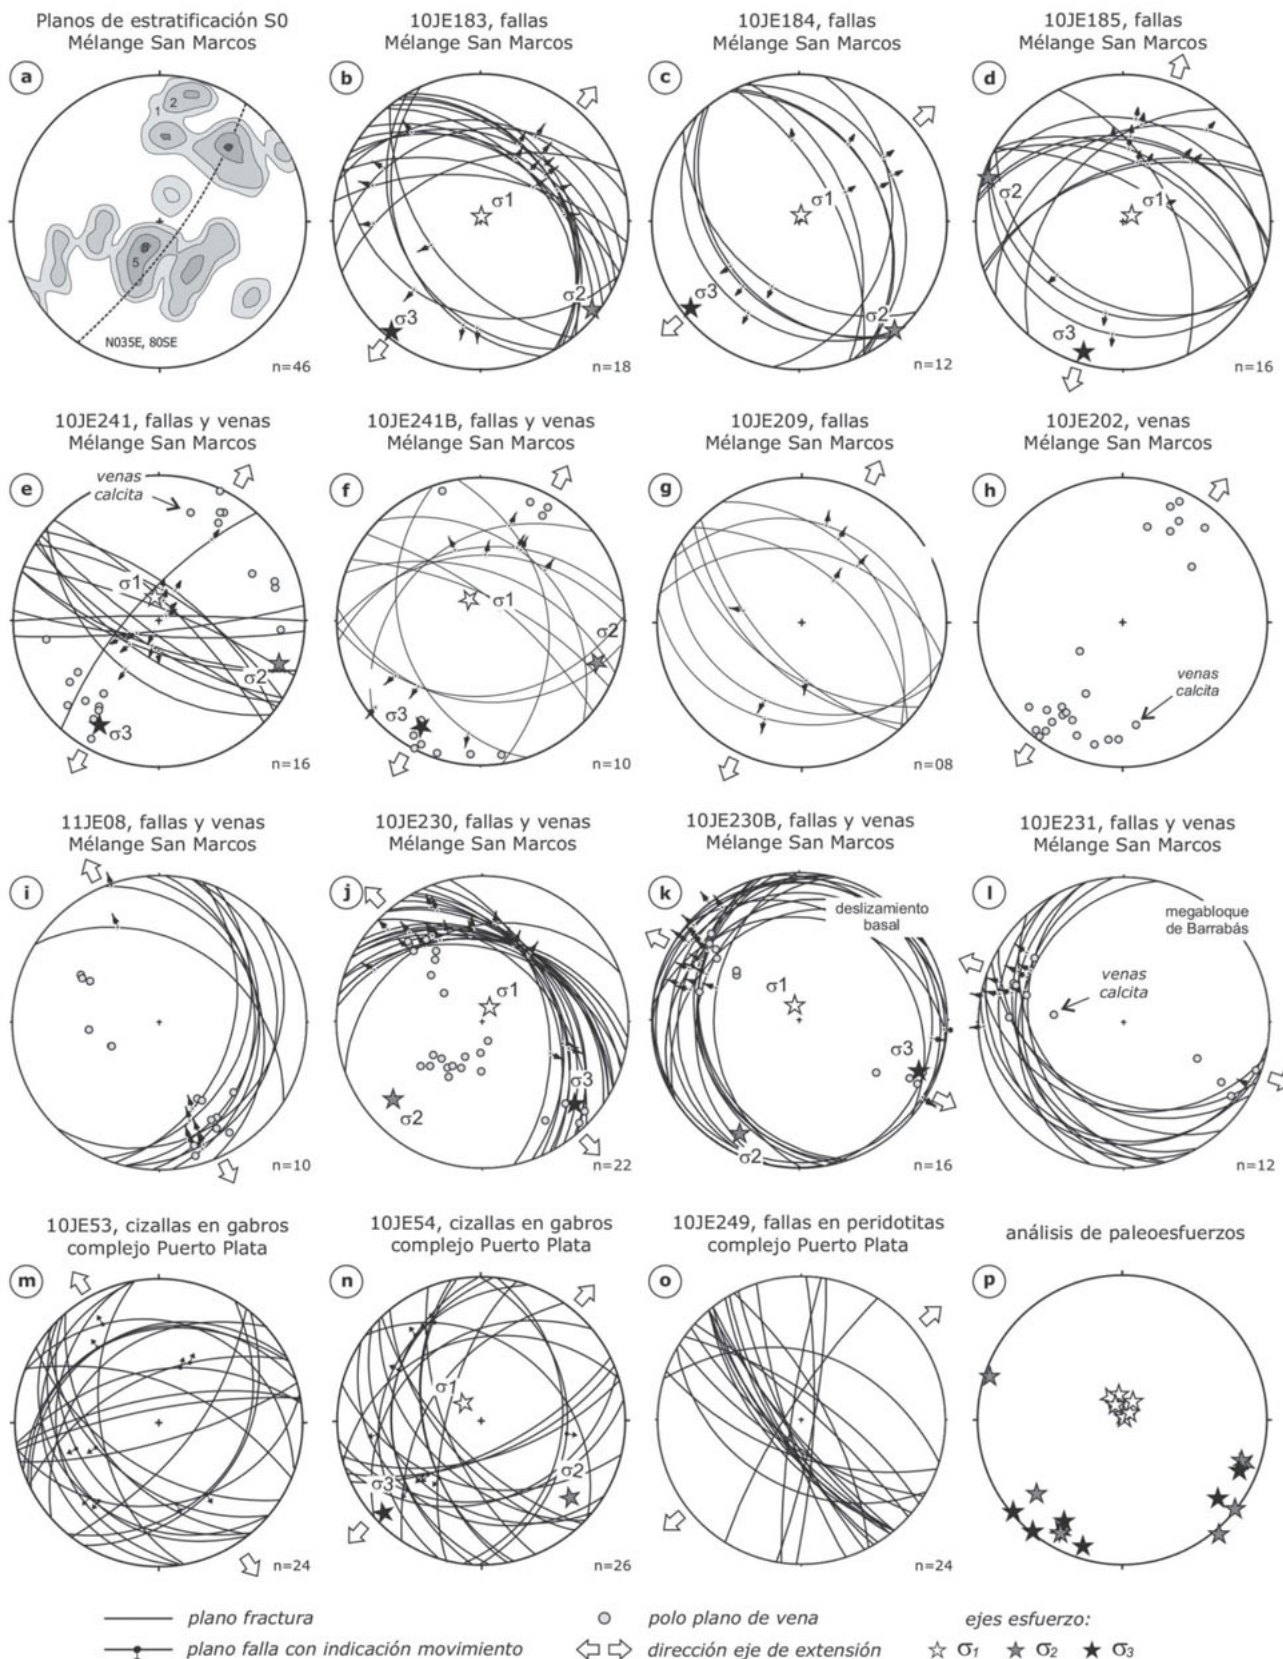 Planos de estratificación S0
Mélange San Marcos
a
1
2
5
N035E, 80SE
n=46
10JE183, fallas
Mélange San Marcos
b
σ1
σ2
σ3
n=18
10JE184, fallas
Mélange San Marcos
c
σ1
σ3
σ2
n=12
10JE185, fallas
Mélange San Marcos
d
σ2
σ1
σ3
n=16
10JE241, fallas y venas
Mélange San Marcos
e
venas
calcita
σ1
σ2
σ3
n=16
10JE241B, fallas y venas
Mélange San Marcos
f
σ1
σ2
σ3
n=10
10JE209, fallas
Mélange San Marcos
g
n=08
10JE202, venas
Mélange San Marcos
h
venas
calcita
11JE08, fallas y venas
Mélange San Marcos
i
n=10
10JE230, fallas y venas
Mélange San Marcos
j
σ1
σ3
σ2
n=22
10JE230B, fallas y venas
Mélange San Marcos
k
deslizamiento
basal
σ1
σ3
σ2
n=16
10JE231, fallas y venas
Mélange San Marcos
l
megabloque
de Barrabás
venas
calcita
n=12
10JE53, cizallas en gabros
complejo Puerto Plata
m
n=24
10JE54, cizallas en gabros
complejo Puerto Plata
n
σ1
σ3
σ2
n=26
10JE249, fallas en peridotitas
complejo Puerto Plata
o
n=24
análisis de paleoesfuerzos
p
plano fractura
polo plano de vena
ejes esfuerzo:
plano falla con indicación movimiento
dirección eje de extensión
σ1 σ2 σ3